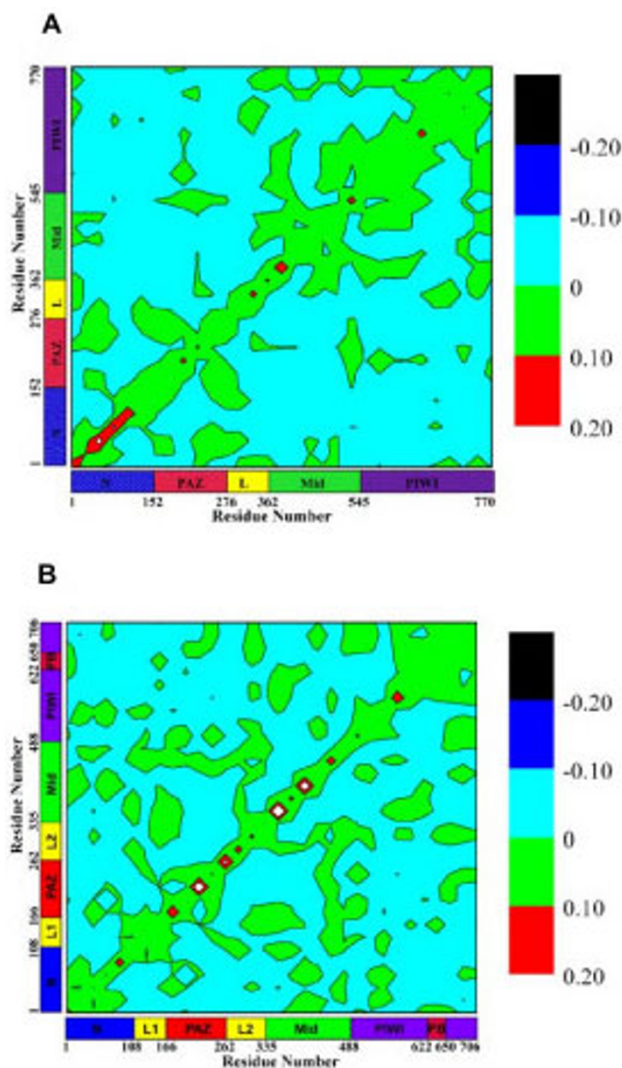 A
770
545
362
276
152
1
Residue Number
PIWI
Mid
L
PAZ
N
-0.20
-0.10
0
0.10
0.20
N PAZ L Mid PIWI
1 152 276 362 545 770
Residue Number
B
622 650 706
488
335
262
166
108
1
Residue Number
PB
PIWI
Mid
L2
PAZ
L1
N
-0.20
-0.10
0
0.10
0.20
N L1 PAZ L2 Mid PIWI PB
1 108 166 262 335 488 622 650 706
Residue Number